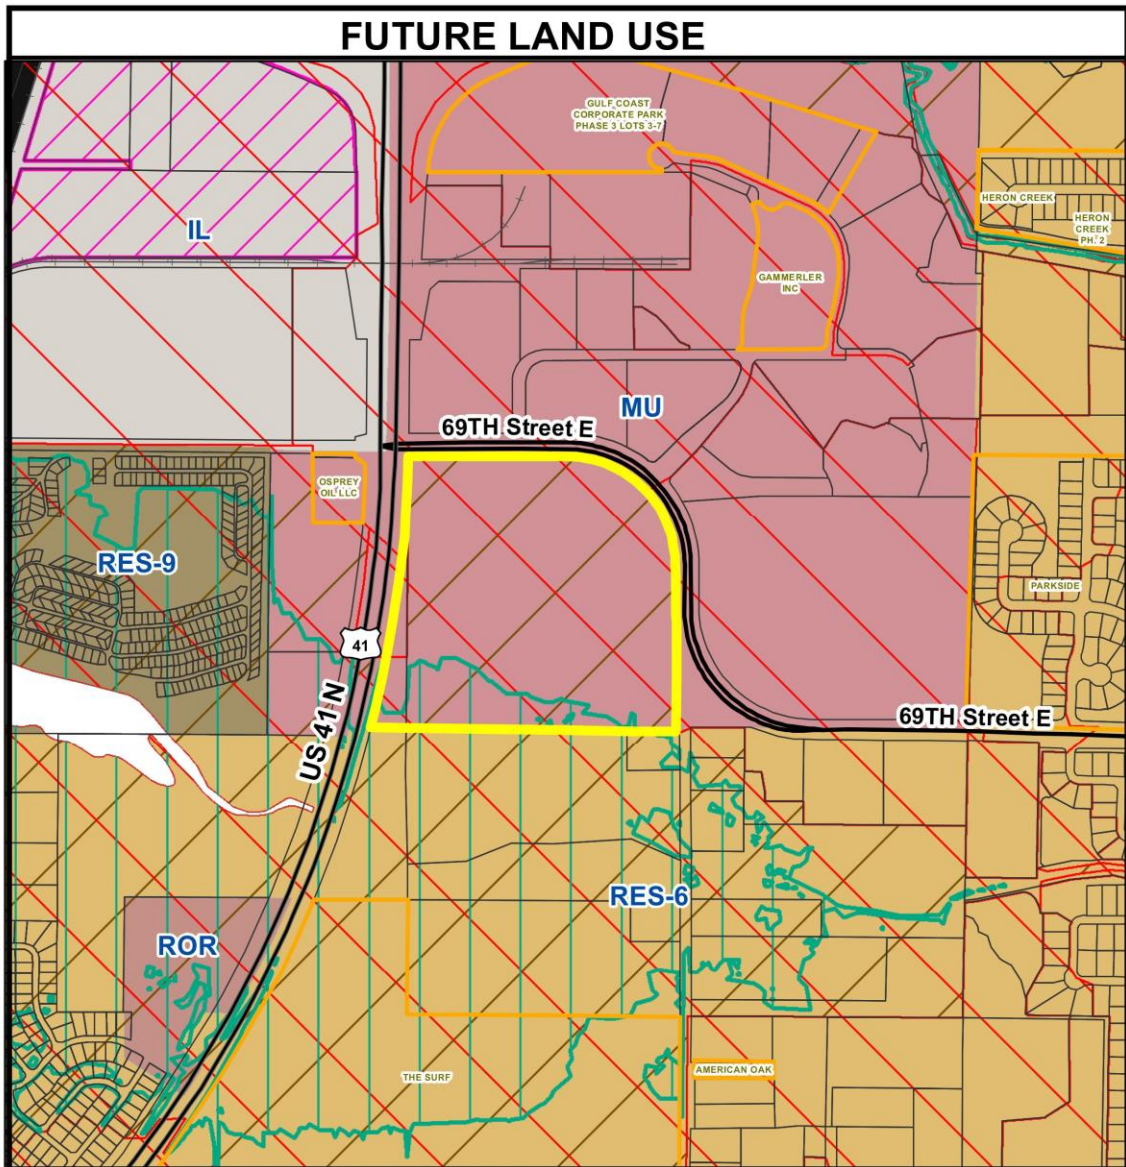 FUTURE LAND USE
GULF COAST
CORPORATE PARK
PHASE 3 LOTS 3-7
HERON CREEK
HERON
CREEK
PH. 2
IL
GAMMERLER
INC
MU
69TH Street E
OSPREY
OIL LLC
RES-9
PARKSIDE
41
US 41 N
69TH Street E
RES-6
ROR
THE SURF
AMERICAN OAK